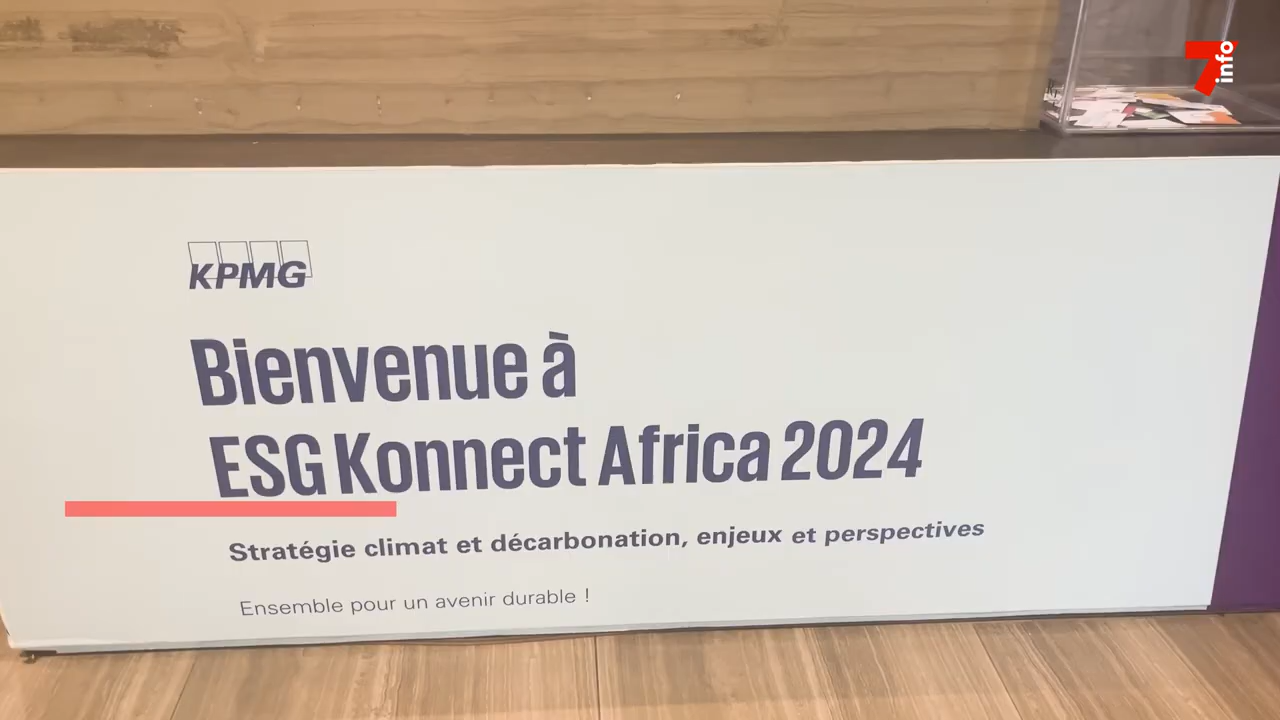 7info
KPMG
Bienvenue à
ESG Konnect Africa 2024
Stratégie climat et décarbonation, enjeux et perspectives
Ensemble pour un avenir durable !